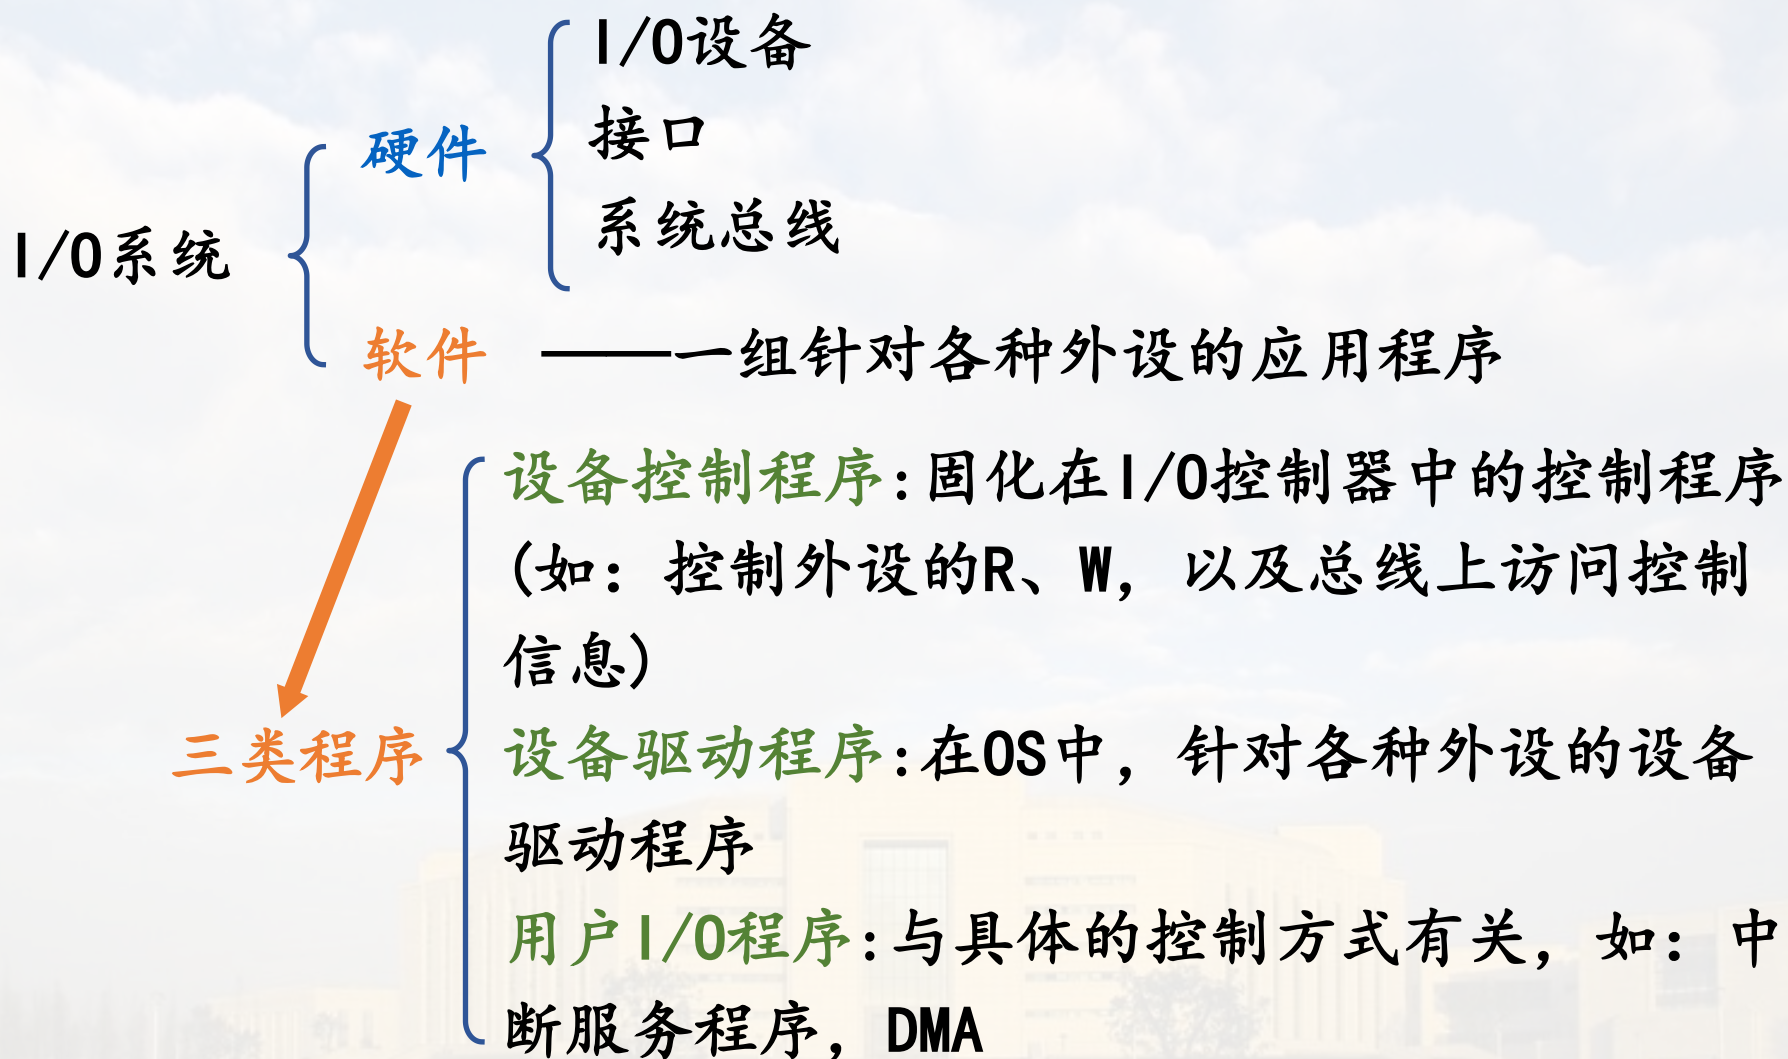 I/O系统
硬件
I/O设备
接口
系统总线
软件 ——一组针对各种外设的应用程序
三类程序
设备控制程序:固化在I/O控制器中的控制程序
(如：控制外设的R、W，以及总线上访问控制
信息)
设备驱动程序:在OS中，针对各种外设的设备
驱动程序
用户I/O程序:与具体的控制方式有关，如：中
断服务程序，DMA